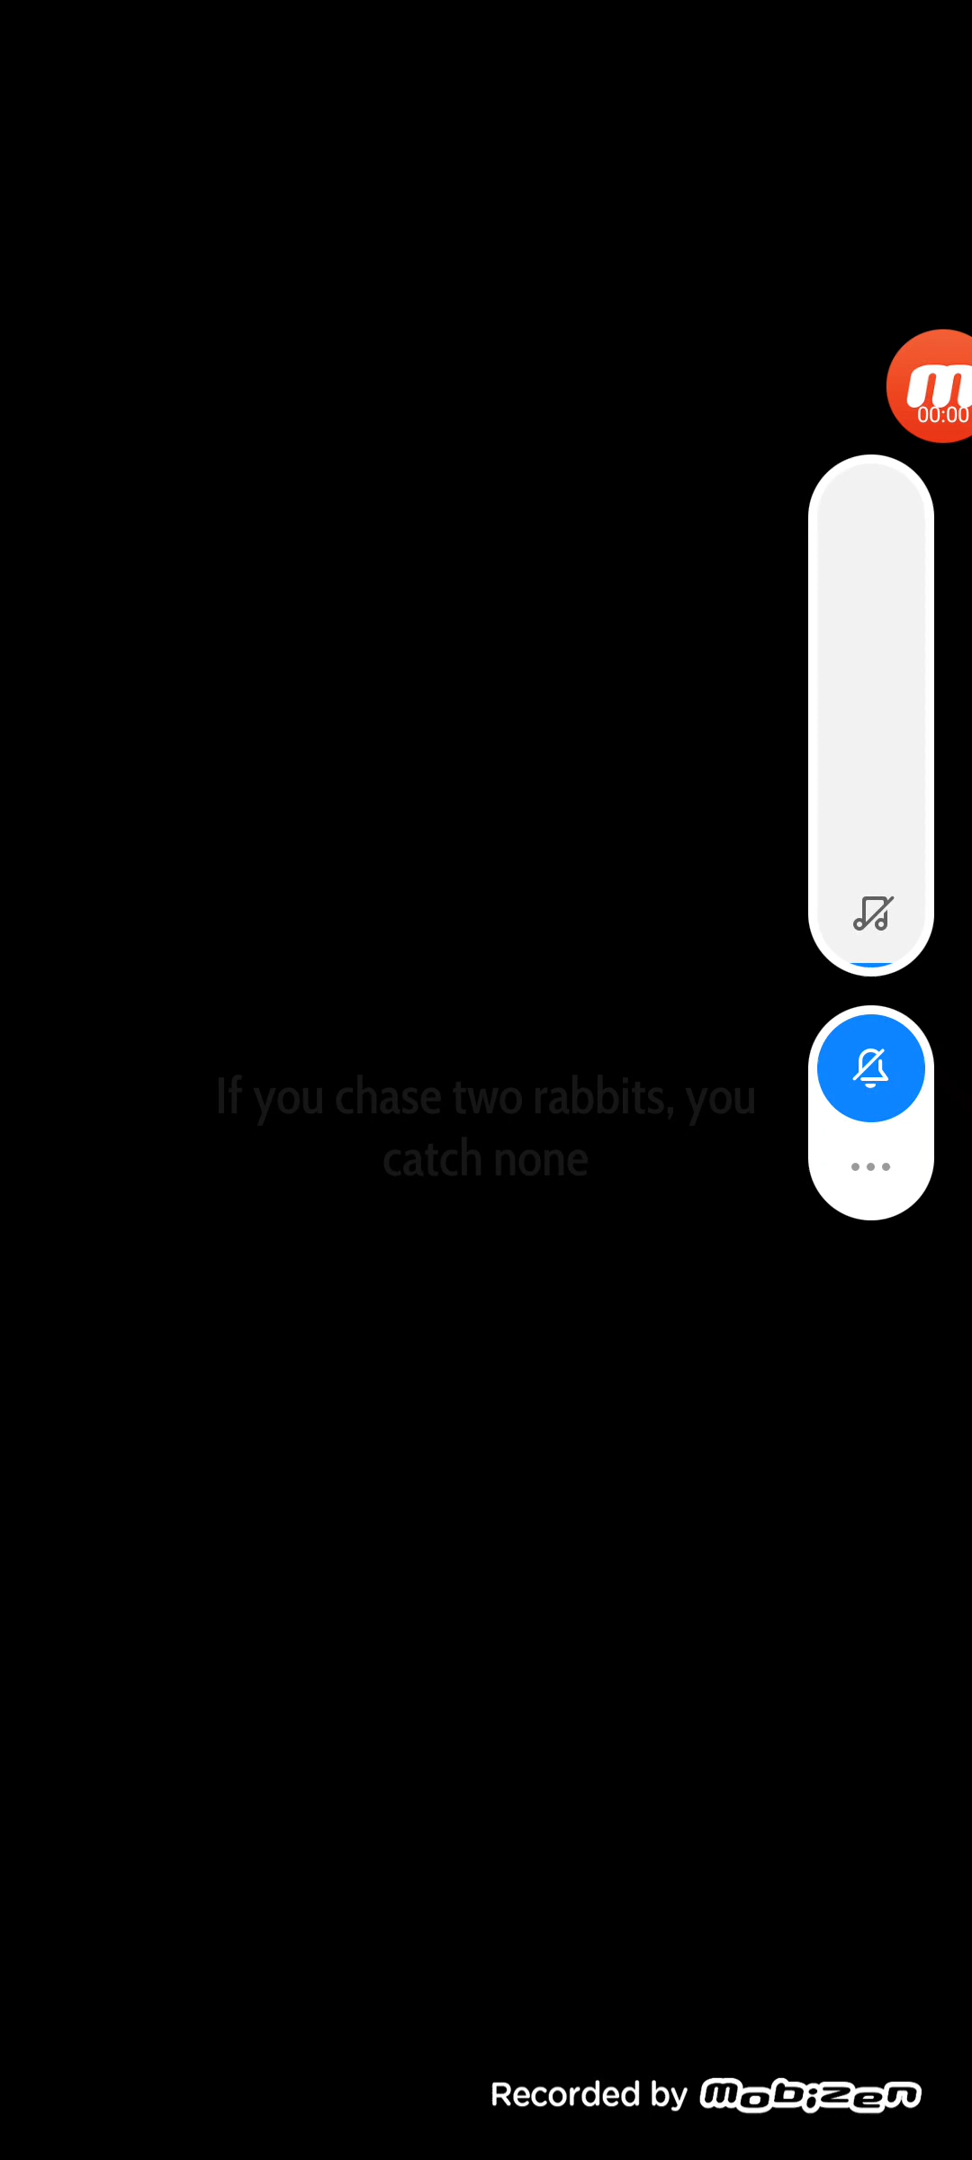 m
00:00
If you chase two rabbits, you
catch none
Recorded by mobizen